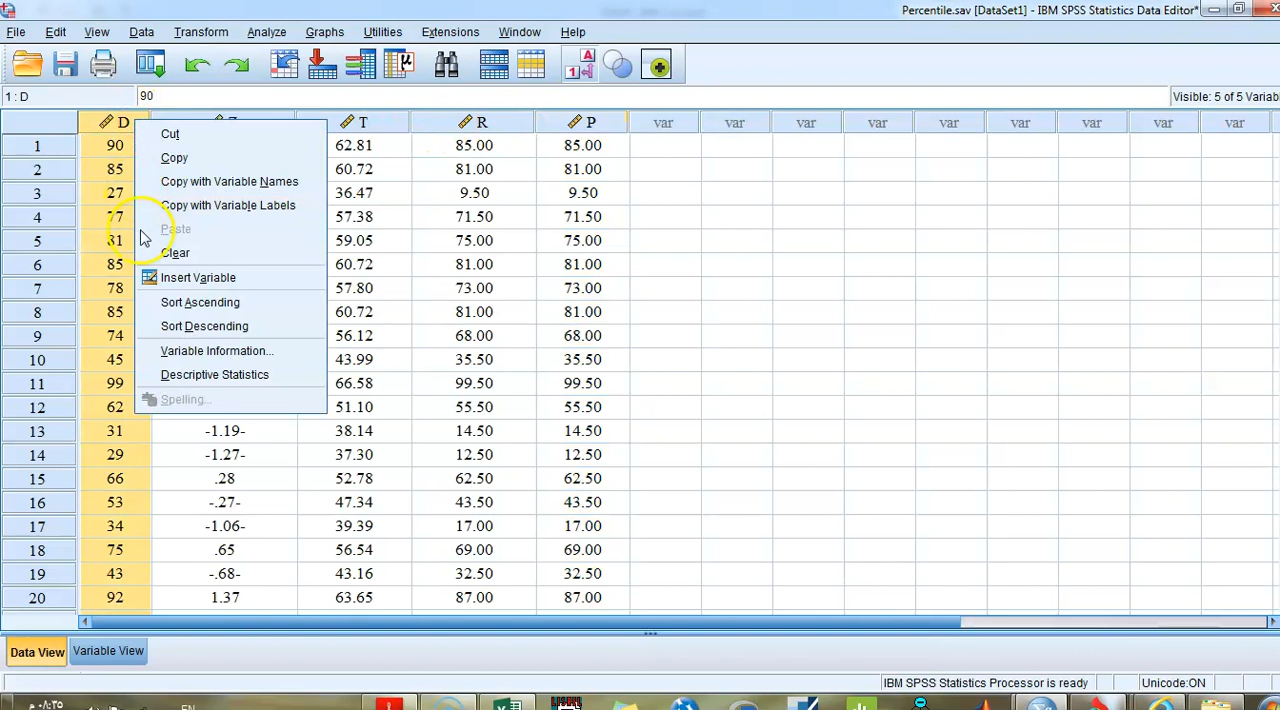 Percentile.sav [DataSet1] - IBM SPSS Statistics Data Editor*
File Edit View Data Transform Analyze Graphs Utilities Extensions Window Help
1 : D 90 Visible: 5 of 5 Variab
D T R P var var var var var var var var var
1 90 62.81 85.00 85.00
2 85 60.72 81.00 81.00
3 27 36.47 9.50 9.50
4 77 57.38 71.50 71.50
5 81 59.05 75.00 75.00
6 85 60.72 81.00 81.00
7 78 57.80 73.00 73.00
8 85 60.72 81.00 81.00
9 74 56.12 68.00 68.00
10 45 43.99 35.50 35.50
11 99 66.58 99.50 99.50
12 62 51.10 55.50 55.50
13 31 -1.19- 38.14 14.50 14.50
14 29 -1.27- 37.30 12.50 12.50
15 66 .28 52.78 62.50 62.50
16 53 -.27- 47.34 43.50 43.50
17 34 -1.06- 39.39 17.00 17.00
18 75 .65 56.54 69.00 69.00
19 43 -.68- 43.16 32.50 32.50
20 92 1.37 63.65 87.00 87.00
Cut
Copy
Copy with Variable Names
Copy with Variable Labels
Paste
Clear
Insert Variable
Sort Ascending
Sort Descending
Variable Information...
Descriptive Statistics
Spelling...
Data View Variable View
IBM SPSS Statistics Processor is ready Unicode:ON
EN